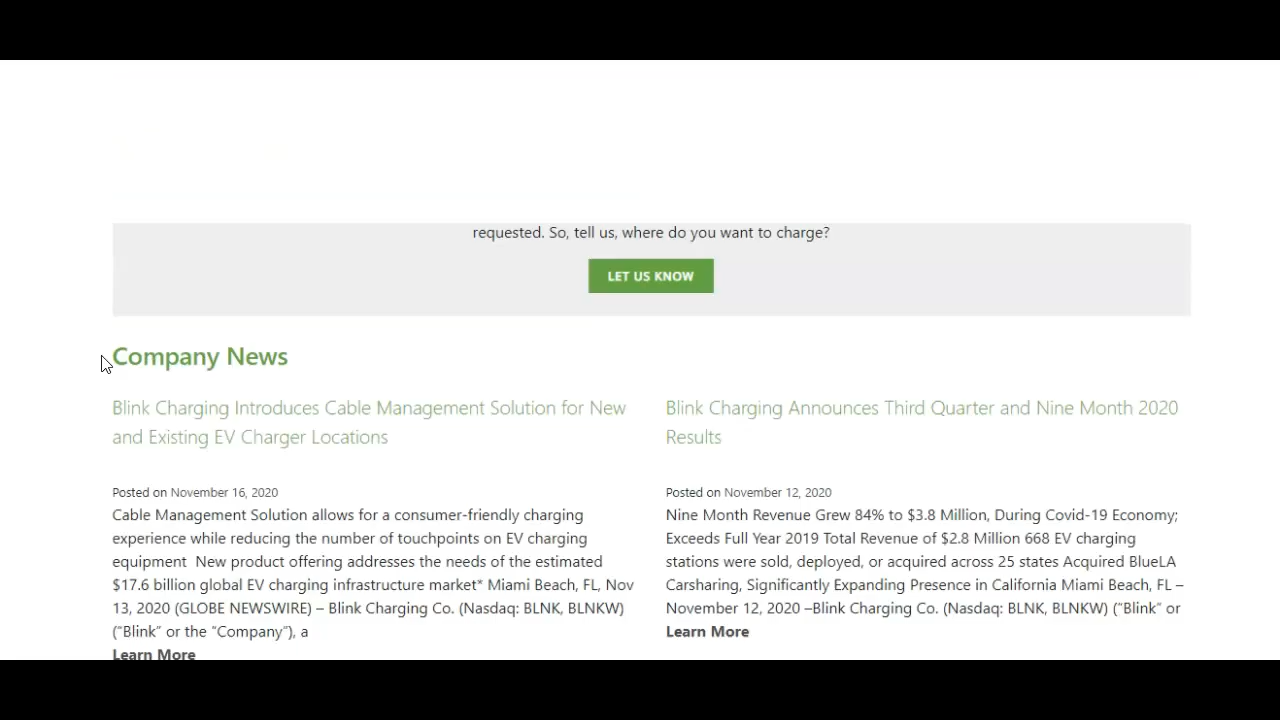 requested. So, tell us, where do you want to charge?
LET US KNOW
Company News
Blink Charging Introduces Cable Management Solution for New
and Existing EV Charger Locations
Posted on November 16, 2020
Cable Management Solution allows for a consumer-friendly charging
experience while reducing the number of touchpoints on EV charging
equipment  New product offering addresses the needs of the estimated
$17.6 billion global EV charging infrastructure market* Miami Beach, FL, Nov
13, 2020 (GLOBE NEWSWIRE) – Blink Charging Co. (Nasdaq: BLNK, BLNKW)
(“Blink” or the “Company”), a
Learn More
Blink Charging Announces Third Quarter and Nine Month 2020
Results
Posted on November 12, 2020
Nine Month Revenue Grew 84% to $3.8 Million, During Covid-19 Economy;
Exceeds Full Year 2019 Total Revenue of $2.8 Million 668 EV charging
stations were sold, deployed, or acquired across 25 states Acquired BlueLA
Carsharing, Significantly Expanding Presence in California Miami Beach, FL –
November 12, 2020 –Blink Charging Co. (Nasdaq: BLNK, BLNKW) (“Blink” or
Learn More